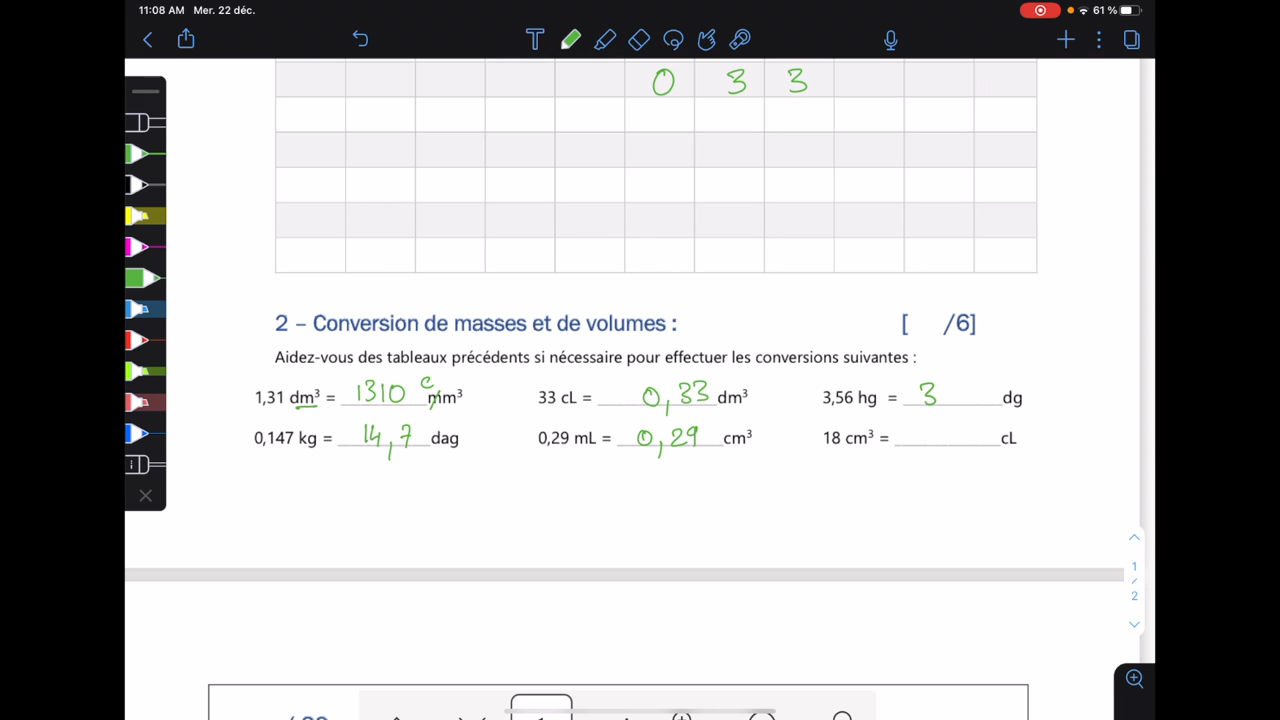 11:08 AM Mer. 22 déc. 61 %
0 3 3
2 – Conversion de masses et de volumes : [ /6]
Aidez-vous des tableaux précédents si nécessaire pour effectuer les conversions suivantes :
1,31 dm³ = 1310 c mm³ 33 cL = 0,33 dm³ 3,56 hg = 3 dg
0,147 kg = 14,7 dag 0,29 mL = 0,29 cm³ 18 cm³ = cL
1
/
2